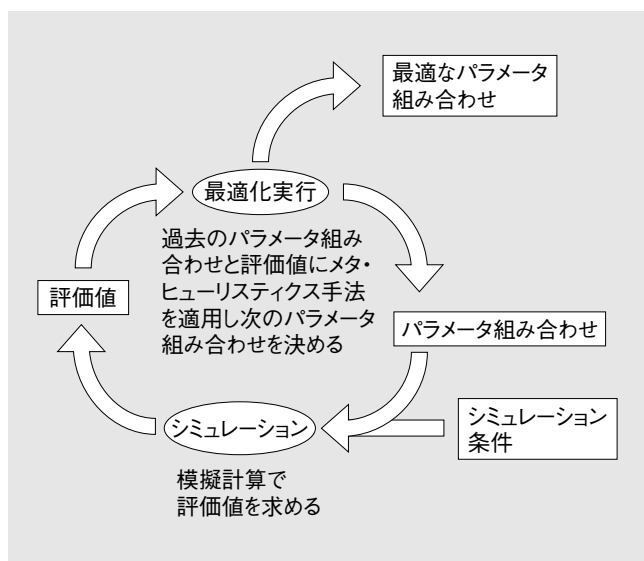 最適なパラメータ
組み合わせ
最適化実行
過去のパラメータ組み
合わせと評価値にメタ・
ヒューリスティクス手法
を適用し次のパラメータ
組み合わせを決める
評価値
パラメータ組み合わせ
シミュレーション
シミュレーション
条件
模擬計算で
評価値を求める